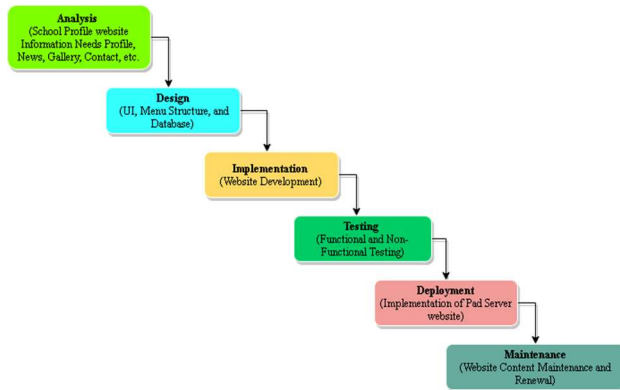 Analysis
(School Profile website
Information Needs Profile,
News, Gallery, Contact, etc.
Design
(UI, Menu Structure, and
Database)
Implementation
(Website Development)
Testing
(Functional and Non-
Functional Testing)
Deployment
(Implementation of Pad Server
website)
Maintenance
(Website Content Maintenance and
Renewal)